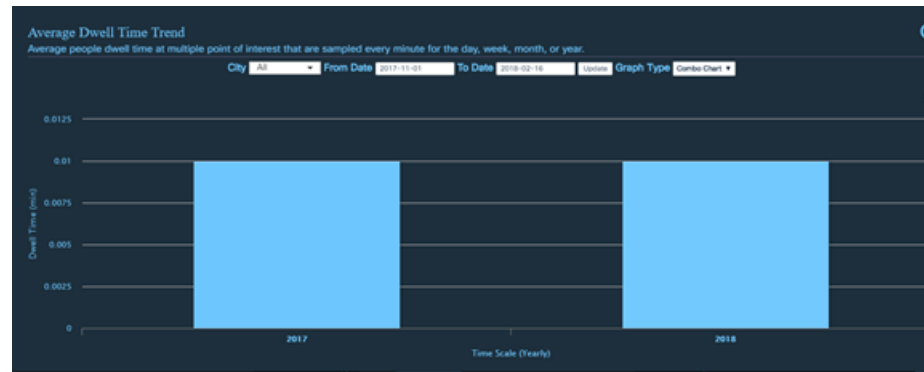 Average Dwell Time Trend
Average people dwell time at multiple point of interest that are sampled every minute for the day, week, month, or year.
City All From Date 2017-11-01 To Date 2018-02-16 Update Graph Type Combo Chart
0.0125
0.01
0.0075
0.005
0.0025
0
Dwell Time (min)
2017 2018
Time Scale (Yearly)